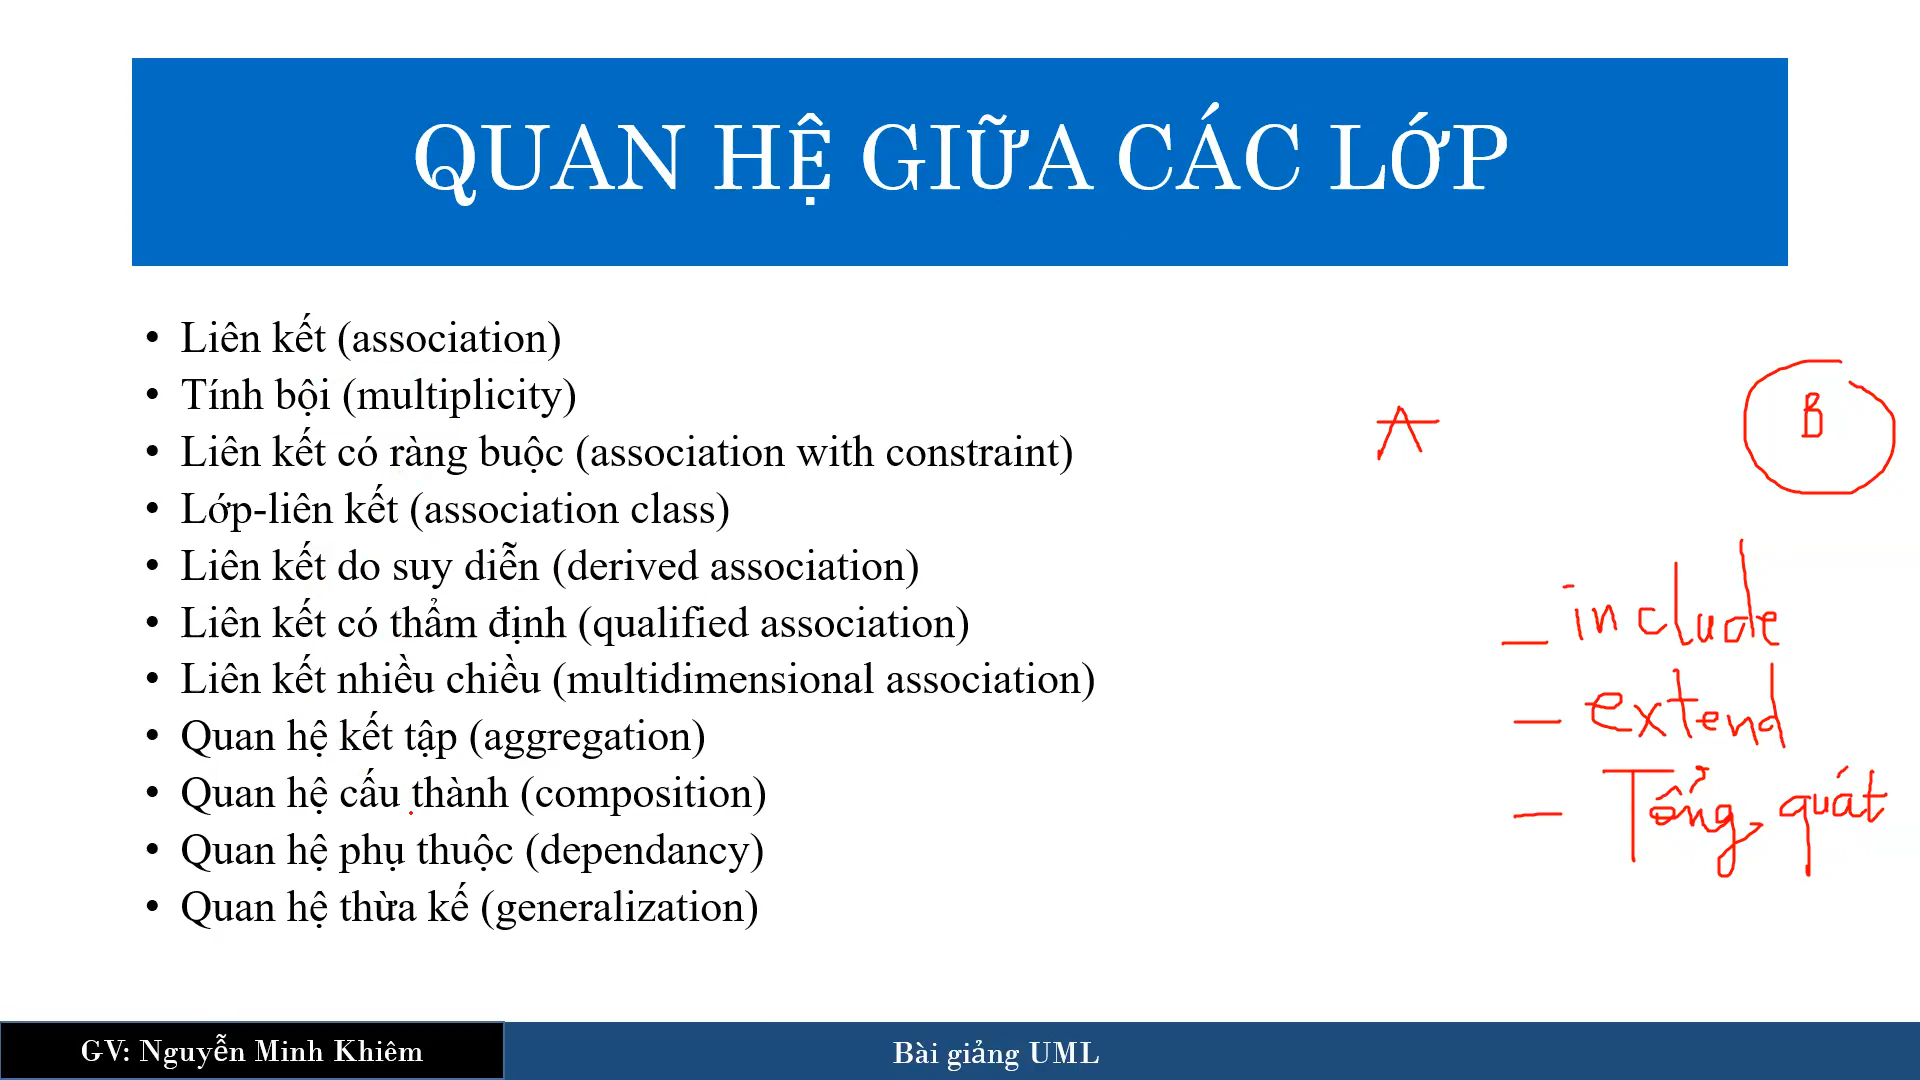 QUAN HỆ GIỮA CÁC LỚP
• Liên kết (association)
• Tính bội (multiplicity)
• Liên kết có ràng buộc (association with constraint)
• Lớp-liên kết (association class)
• Liên kết do suy diễn (derived association)
• Liên kết có thẩm định (qualified association)
• Liên kết nhiều chiều (multidimensional association)
• Quan hệ kết tập (aggregation)
• Quan hệ cấu thành (composition)
• Quan hệ phụ thuộc (dependancy)
• Quan hệ thừa kế (generalization)
A
B
- include
- extend
- Tổng quát
GV: Nguyễn Minh Khiêm
Bài giảng UML